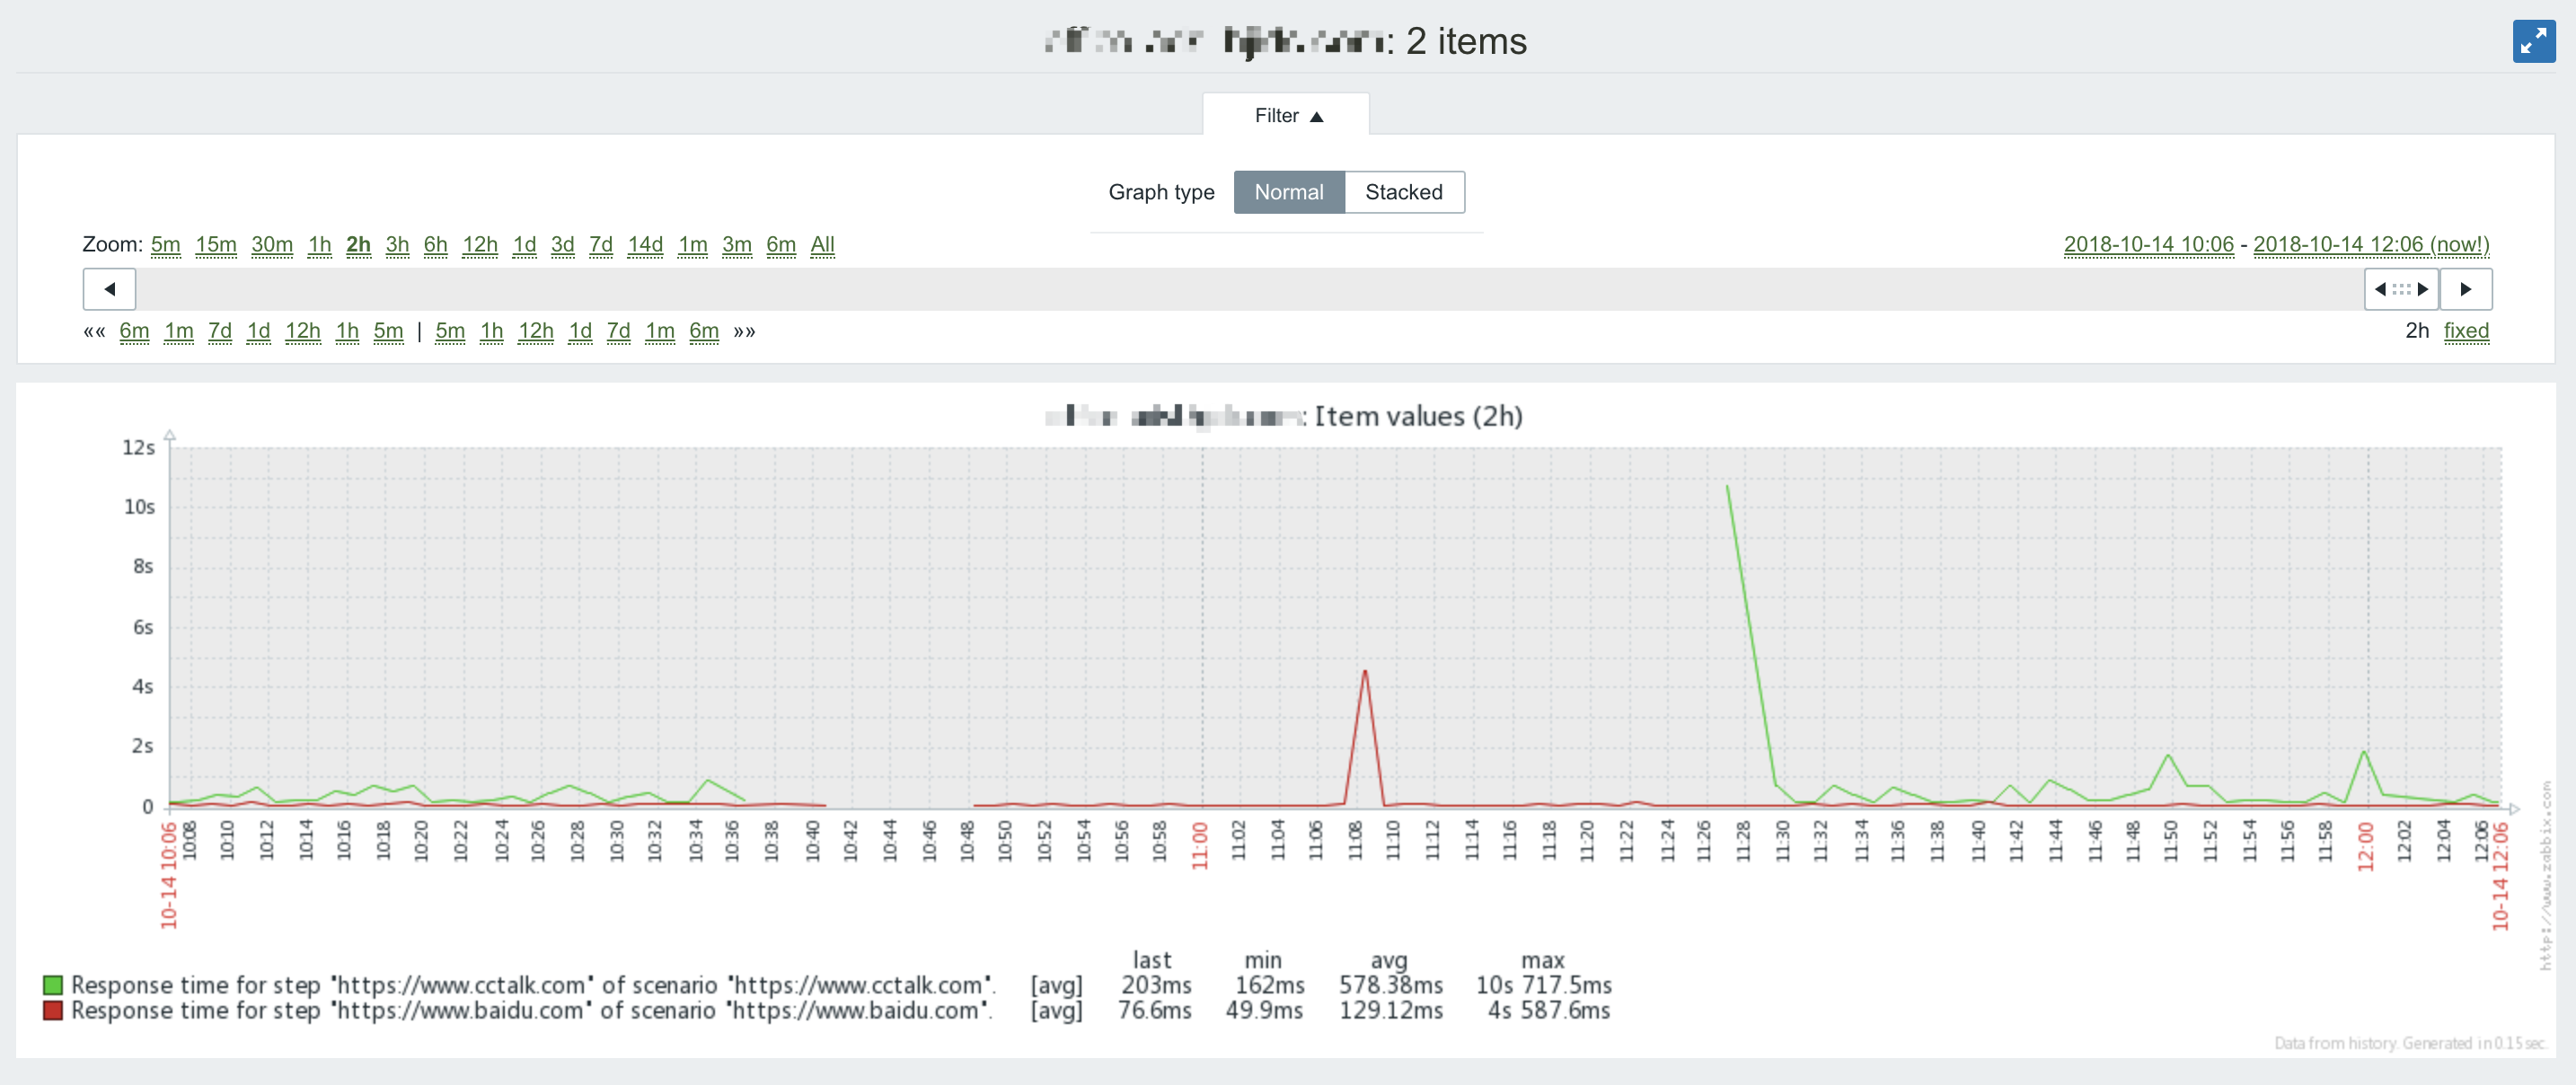 : 2 items
Filter ▲
Graph type Normal Stacked
Zoom: 5m 15m 30m 1h 2h 3h 6h 12h 1d 3d 7d 14d 1m 3m 6m All
2018-10-14 10:06 - 2018-10-14 12:06 (now!)
«« 6m 1m 7d 1d 12h 1h 5m | 5m 1h 12h 1d 7d 1m 6m »»
2h fixed
: Item values (2h)
12s
10s
8s
6s
4s
2s
0
10-14 10:06 10:08 10:10 10:12 10:14 10:16 10:18 10:20 10:22 10:24 10:26 10:28 10:30 10:32 10:34 10:36 10:38 10:40 10:42 10:44 10:46 10:48 10:50 10:52 10:54 10:56 10:58 11:00 11:02 11:04 11:06 11:08 11:10 11:12 11:14 11:16 11:18 11:20 11:22 11:24 11:26 11:28 11:30 11:32 11:34 11:36 11:38 11:40 11:42 11:44 11:46 11:48 11:50 11:52 11:54 11:56 11:58 12:00 12:02 12:04 12:06 10-14 12:06
http://www.zabbix.com
last min avg max
Response time for step "https://www.cctalk.com" of scenario "https://www.cctalk.com". [avg] 203ms 162ms 578.38ms 10s 717.5ms
Response time for step "https://www.baidu.com" of scenario "https://www.baidu.com". [avg] 76.6ms 49.9ms 129.12ms 4s 587.6ms
Data from history. Generated in 0.15 sec.